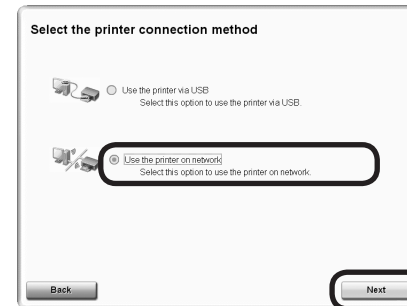 Select the printer connection method
Use the printer via USB
Select this option to use the printer via USB.
Use the printer on network
Select this option to use the printer on network.
Back
Next